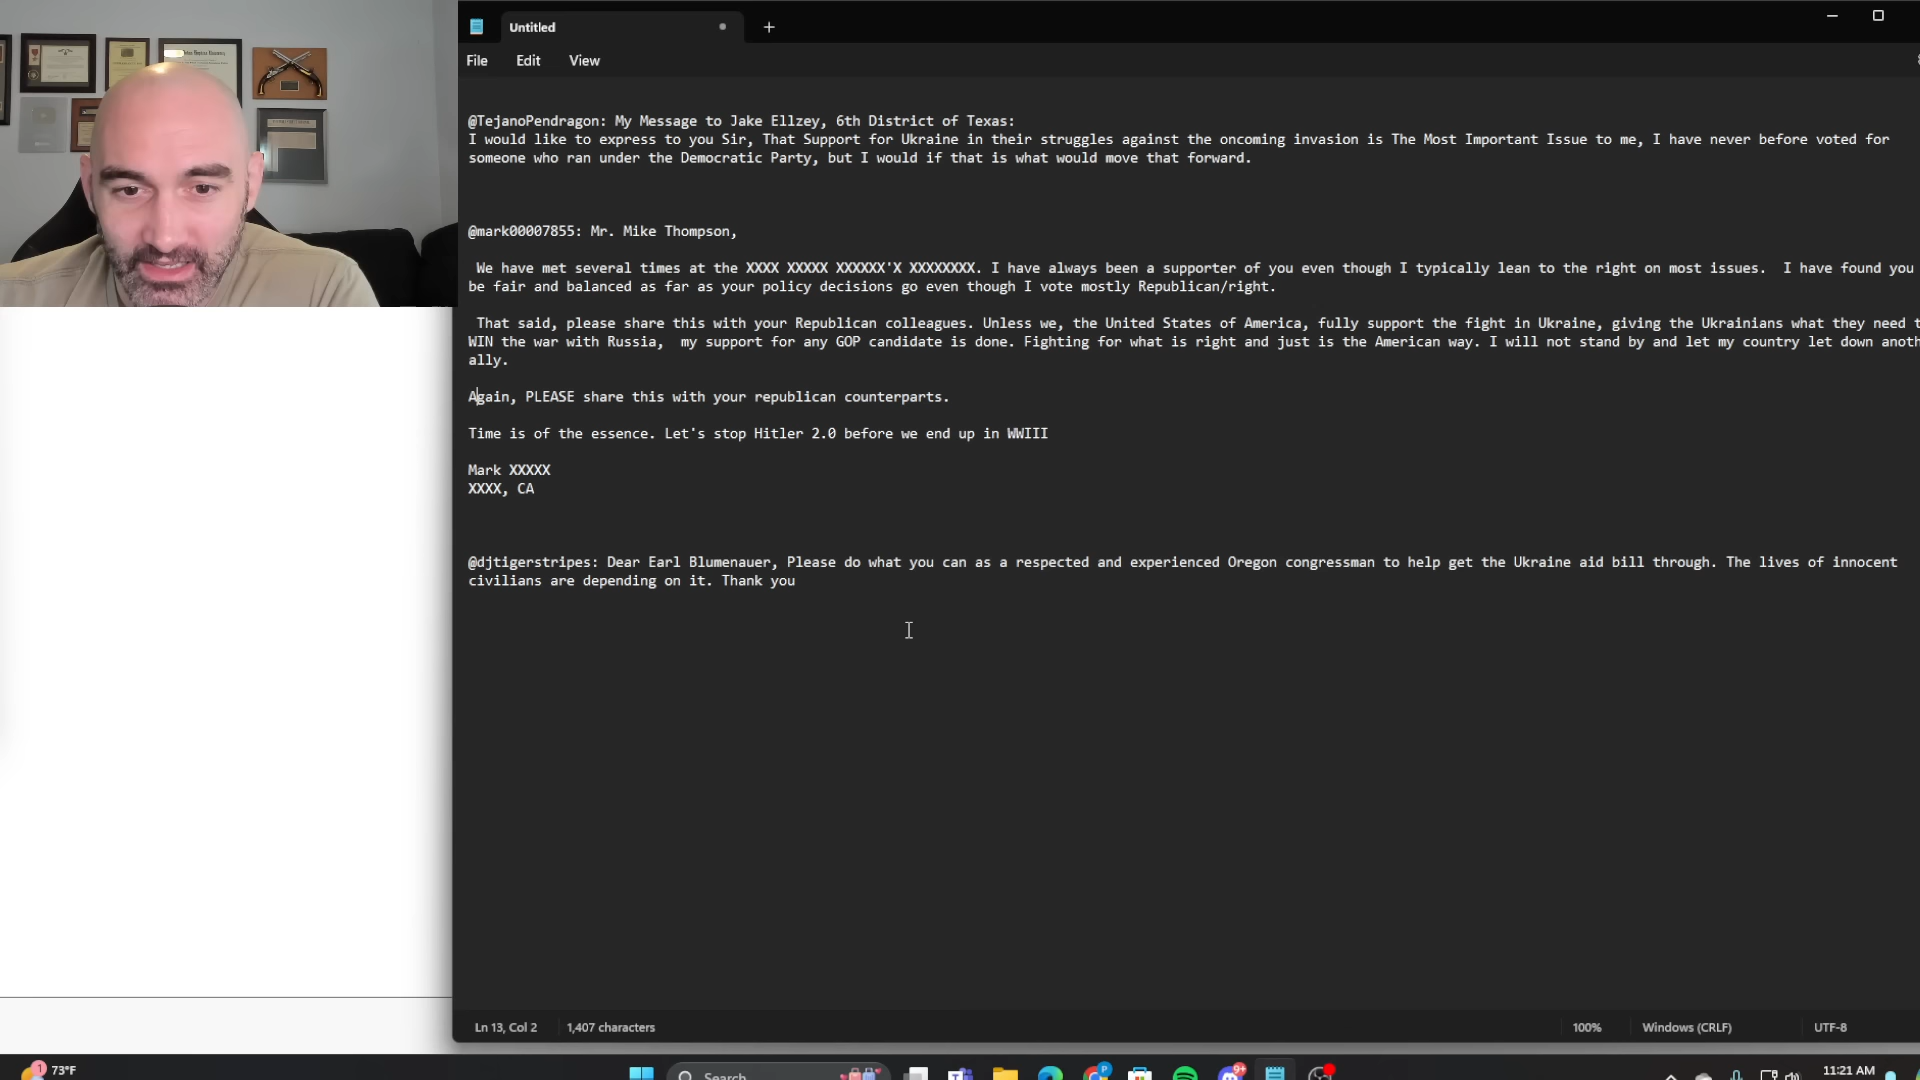 Untitled
File Edit View
@TejanoPendragon: My Message to Jake Ellzey, 6th District of Texas:
I would like to express to you Sir, That Support for Ukraine in their struggles against the oncoming invasion is The Most Important Issue to me, I have never before voted for
someone who ran under the Democratic Party, but I would if that is what would move that forward.
@mark00007855: Mr. Mike Thompson,
We have met several times at the XXXX XXXXX XXXXXX'X XXXXXXXX. I have always been a supporter of you even though I typically lean to the right on most issues. I have found you
be fair and balanced as far as your policy decisions go even though I vote mostly Republican/right.
That said, please share this with your Republican colleagues. Unless we, the United States of America, fully support the fight in Ukraine, giving the Ukrainians what they need
WIN the war with Russia, my support for any GOP candidate is done. Fighting for what is right and just is the American way. I will not stand by and let my country let down anoth
ally.
Again, PLEASE share this with your republican counterparts.
Time is of the essence. Let's stop Hitler 2.0 before we end up in WWIII
Mark XXXXX
XXXX, CA
@djtigerstripes: Dear Earl Blumenauer, Please do what you can as a respected and experienced Oregon congressman to help get the Ukraine aid bill through. The lives of innocent
civilians are depending on it. Thank you
Ln 13, Col 2 1,407 characters 100% Windows (CRLF) UTF-8
1 73°F Search 9+ 11:21 AM